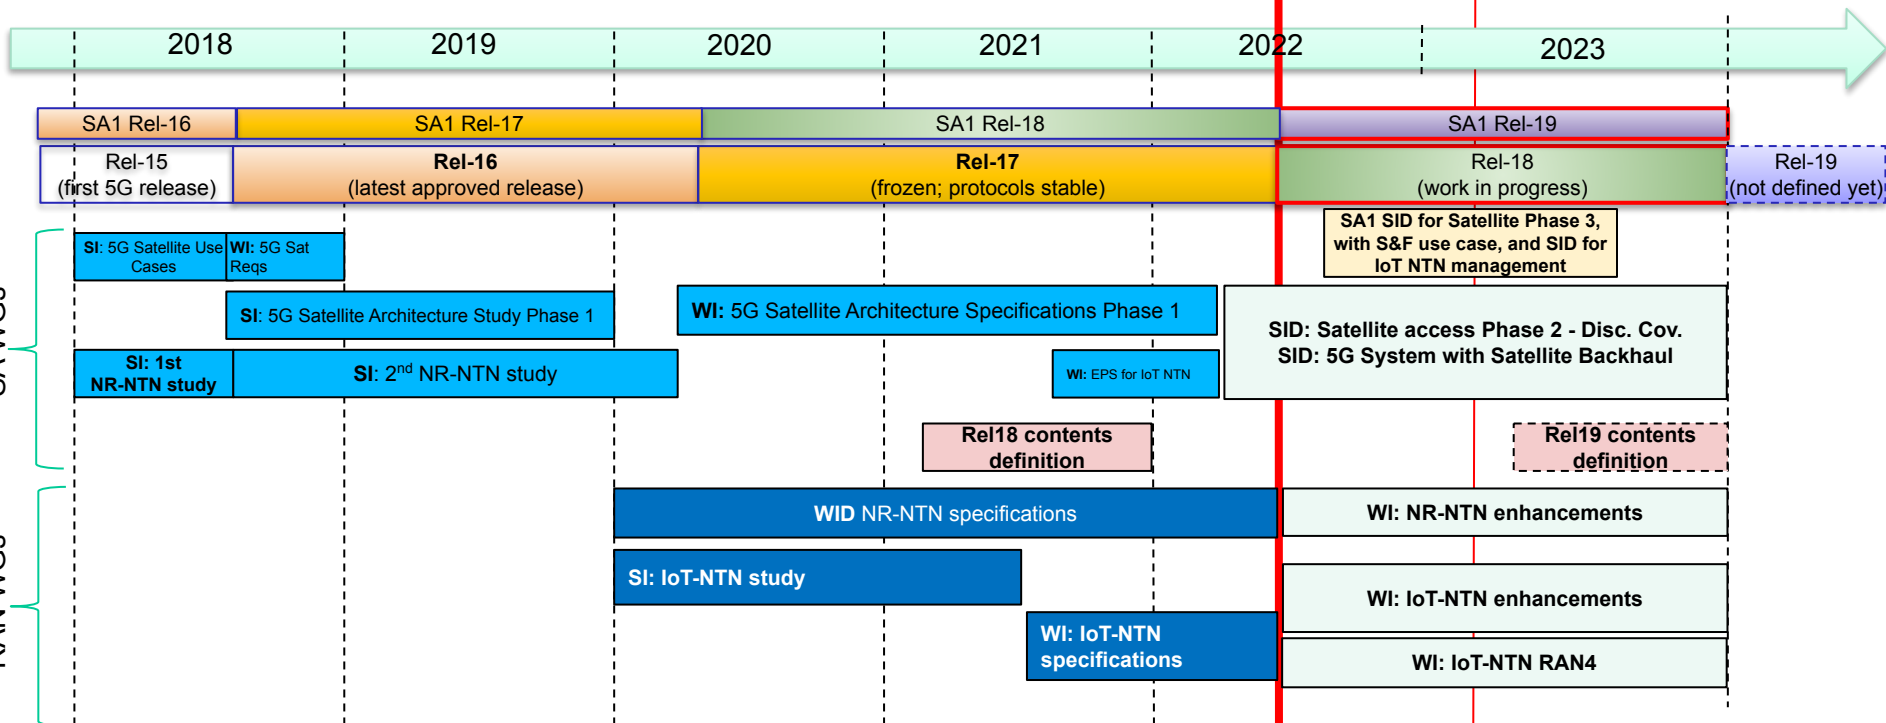 2018 2019 2020 2021 2022 2023
SA1 Rel-16 SA1 Rel-17 SA1 Rel-18 SA1 Rel-19
Rel-15
(first 5G release)
Rel-16
(latest approved release)
Rel-17
(frozen; protocols stable)
Rel-18
(work in progress)
Rel-19
(not defined yet)
SA1 SID for Satellite Phase 3,
with S&F use case, and SID for
IoT NTN management
SI: 5G Satellite Use
Cases
WI: 5G Sat
Reqs
SI: 5G Satellite Architecture Study Phase 1
WI: 5G Satellite Architecture Specifications Phase 1
SID: Satellite access Phase 2 - Disc. Cov.
SID: 5G System with Satellite Backhaul
SI: 1st
NR-NTN study
SI: 2nd NR-NTN study
WI: EPS for IoT NTN
Rel18 contents
definition
Rel19 contents
definition
WID NR-NTN specifications
WI: NR-NTN enhancements
SI: IoT-NTN study
WI: IoT-NTN enhancements
WI: IoT-NTN
specifications
WI: IoT-NTN RAN4